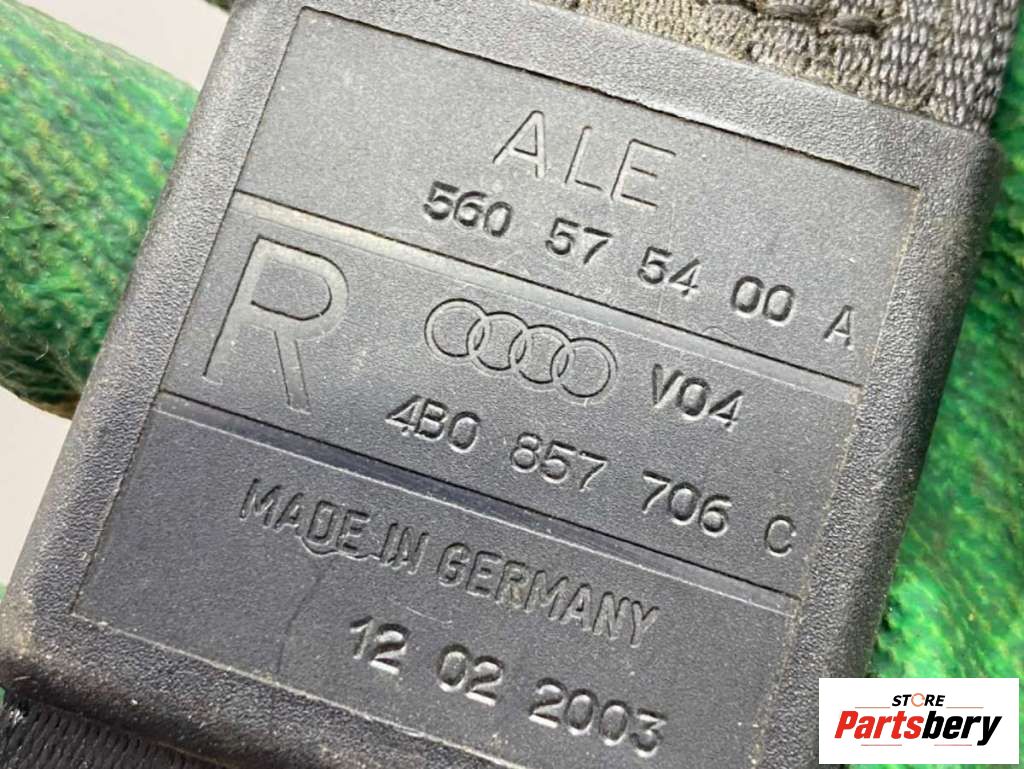 ALE
560 57 54 00 A
R
V04
4B0 857 706 C
MADE IN GERMANY
12 02 2003
STORE
Partsbery